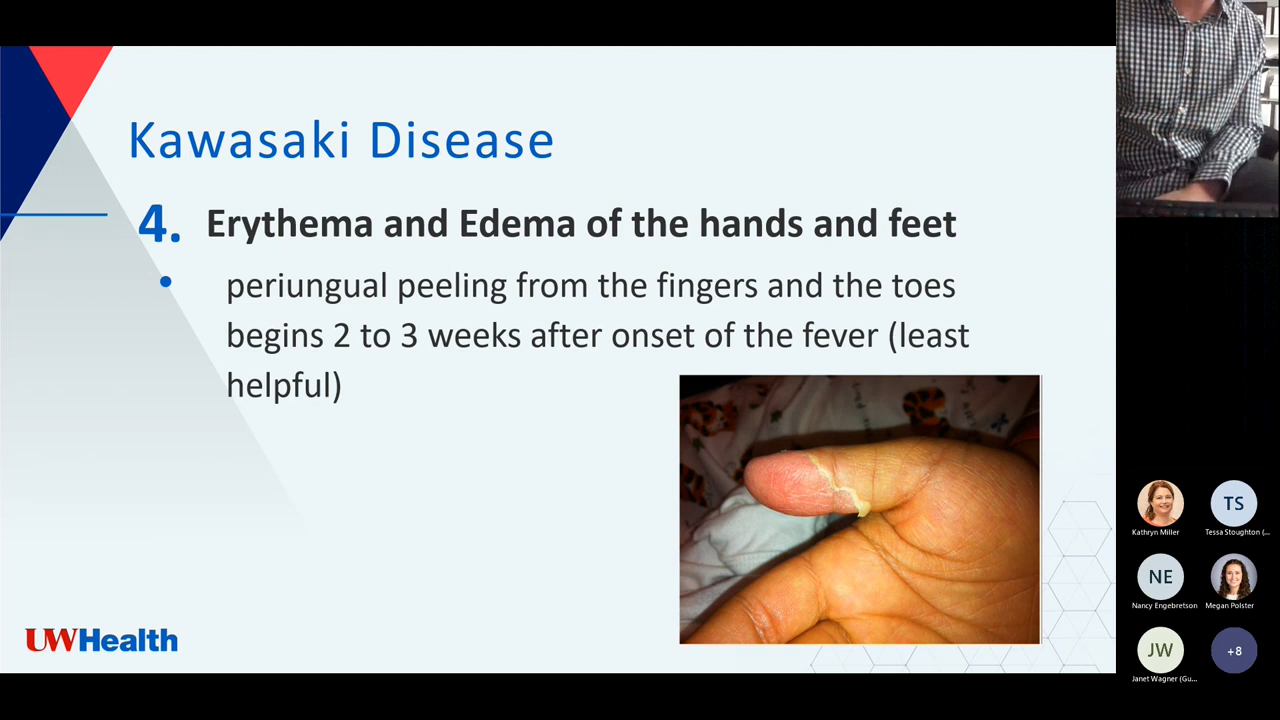 Kawasaki Disease
4. Erythema and Edema of the hands and feet
• periungual peeling from the fingers and the toes
begins 2 to 3 weeks after onset of the fever (least
helpful)
UWHealth
Kathryn Miller
TS
Tessa Stoughton (...
NE
Nancy Engebretson
Megan Polster
JW
Janet Wagner (Gu...
+8